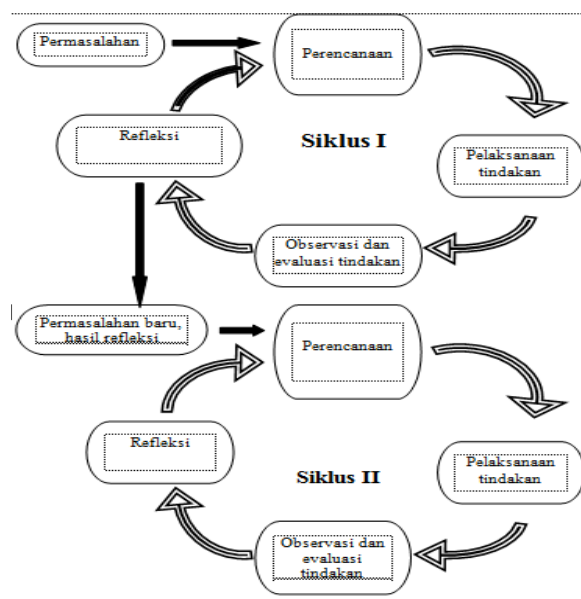 Permasalahan
Perencanaan
Refleksi
Siklus I
Pelaksanaan
tindakan
Observasi dan
evaluasi tindakan
Permasalahan baru,
hasil refleksi
Perencanaan
Refleksi
Siklus II
Pelaksanaan
tindakan
Observasi dan
evaluasi
tindakan